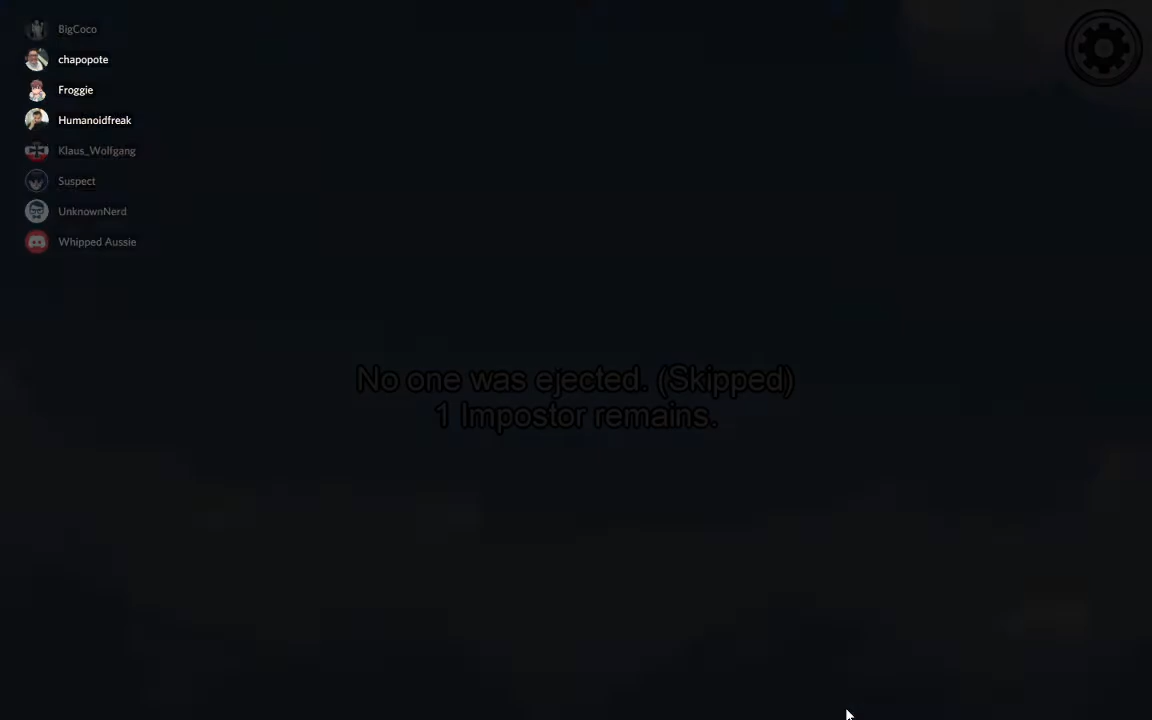 BigCoco
chapopote
Froggie
Humanoidfreak
Klaus_Wolfgang
Suspect
UnknownNerd
Whipped Aussie
No one was ejected. (Skipped)
1 Impostor remains.